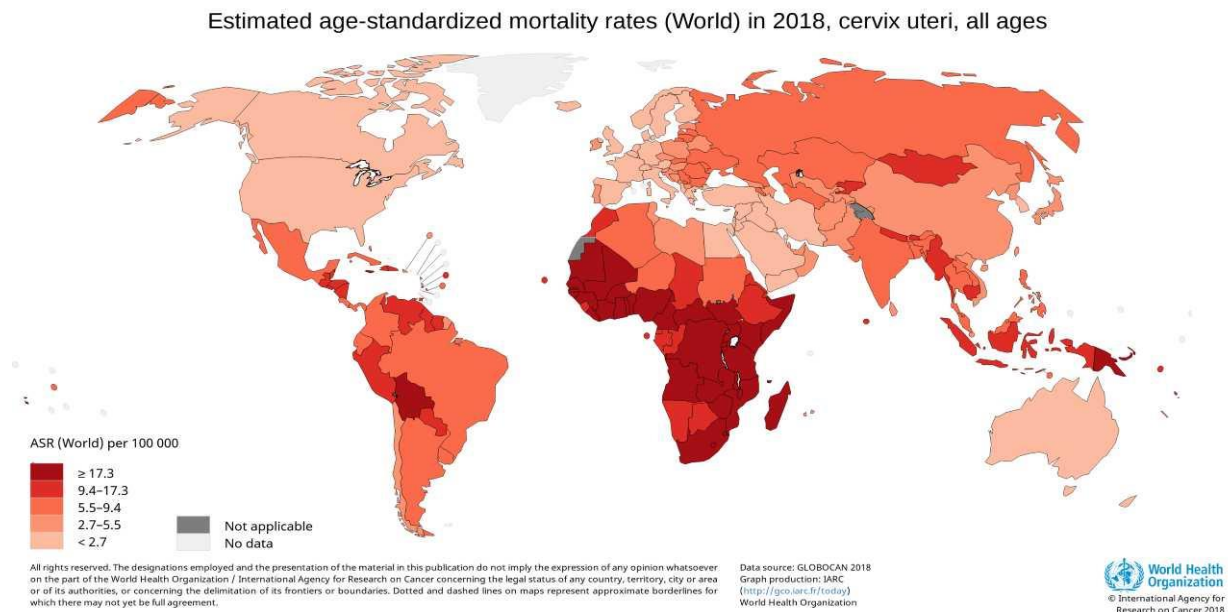 Estimated age-standardized mortality rates (World) in 2018, cervix uteri, all ages
ASR (World) per 100 000
≥ 17.3
9.4–17.3
5.5–9.4
2.7–5.5
< 2.7
Not applicable
No data
All rights reserved. The designations employed and the presentation of the material in this publication do not imply the expression of any opinion whatsoever
on the part of the World Health Organization / International Agency for Research on Cancer concerning the legal status of any country, territory, city or area
or of its authorities, or concerning the delimitation of its frontiers or boundaries. Dotted and dashed lines on maps represent approximate borderlines for
which there may not yet be full agreement.
Data source: GLOBOCAN 2018
Graph production: IARC
(http://gco.iarc.fr/today)
World Health Organization
World Health
Organization
© International Agency for
Research on Cancer 2018